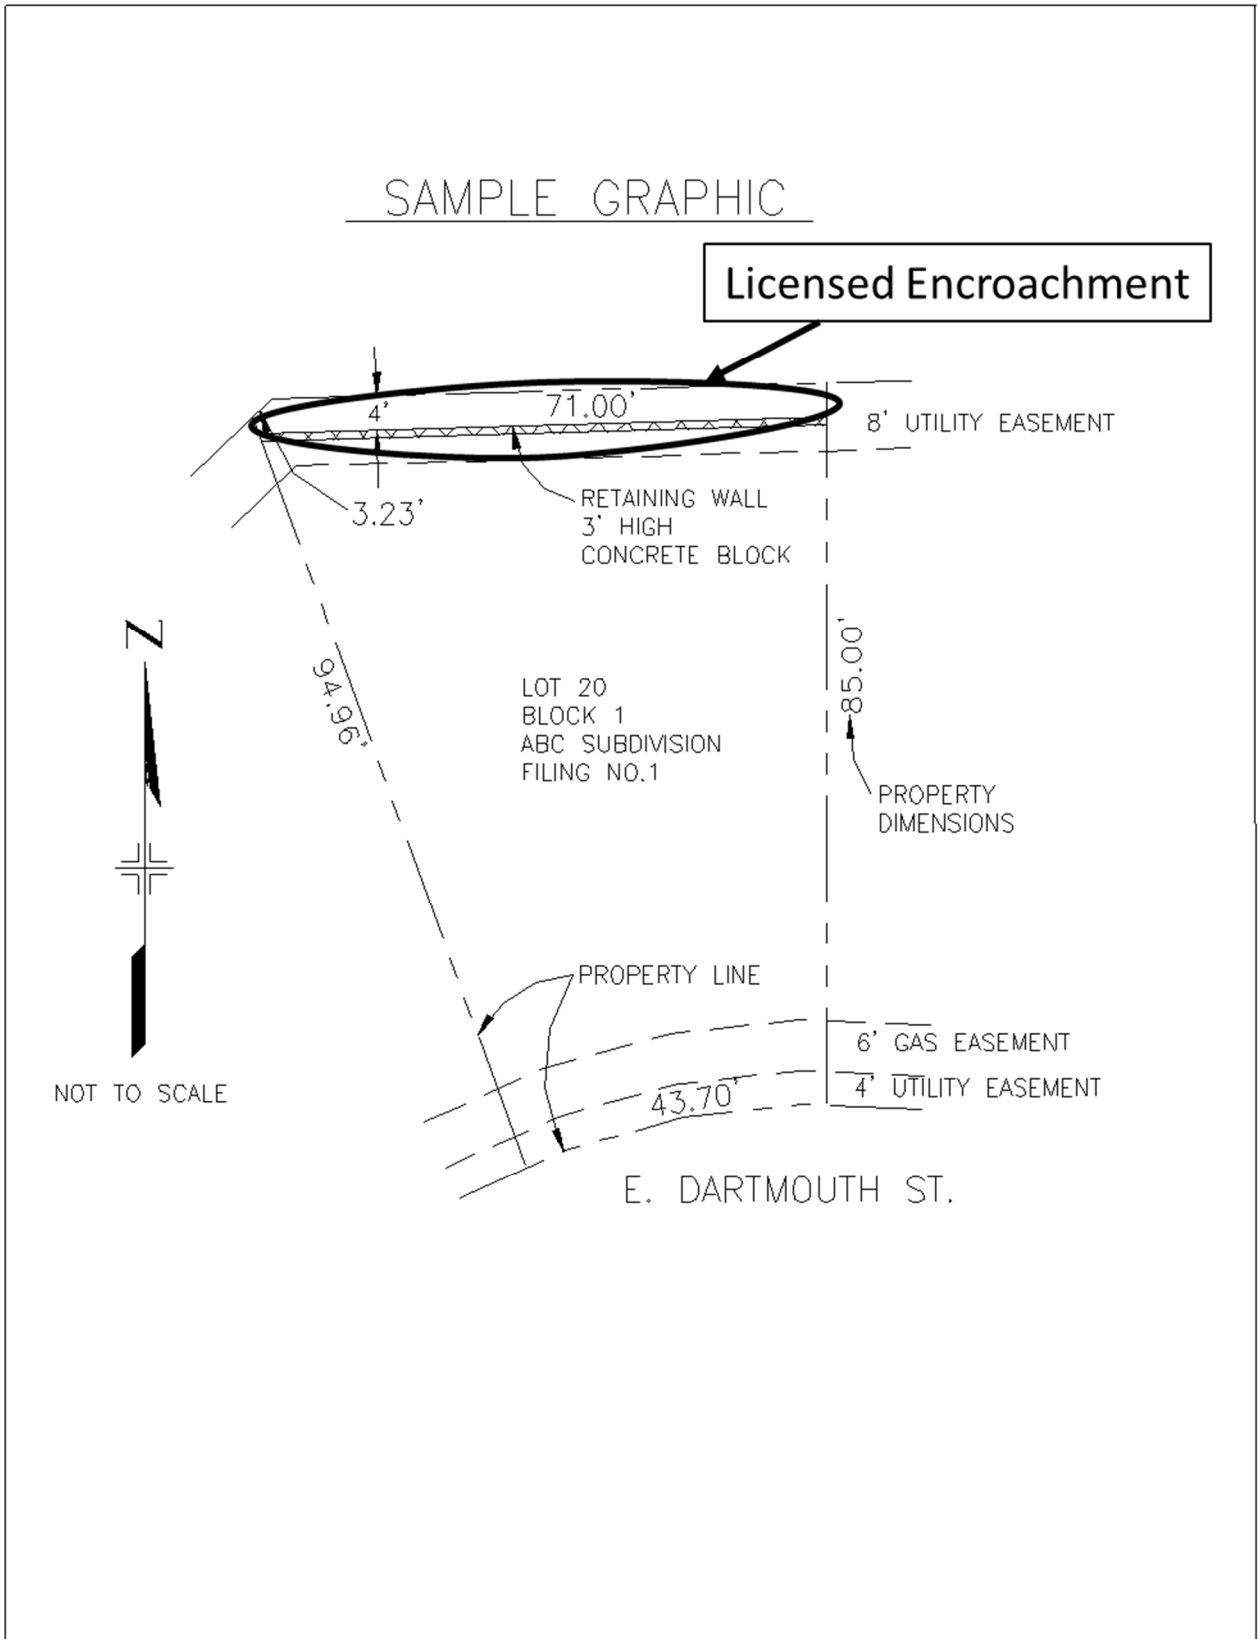 SAMPLE GRAPHIC
Licensed Encroachment
4'
71.00'
8' UTILITY EASEMENT
3.23'
RETAINING WALL
3' HIGH
CONCRETE BLOCK
N
94.96'
85.00'
LOT 20
BLOCK 1
ABC SUBDIVISION
FILING NO.1
PROPERTY
DIMENSIONS
PROPERTY LINE
NOT TO SCALE
6' GAS EASEMENT
4' UTILITY EASEMENT
43.70'
E. DARTMOUTH ST.